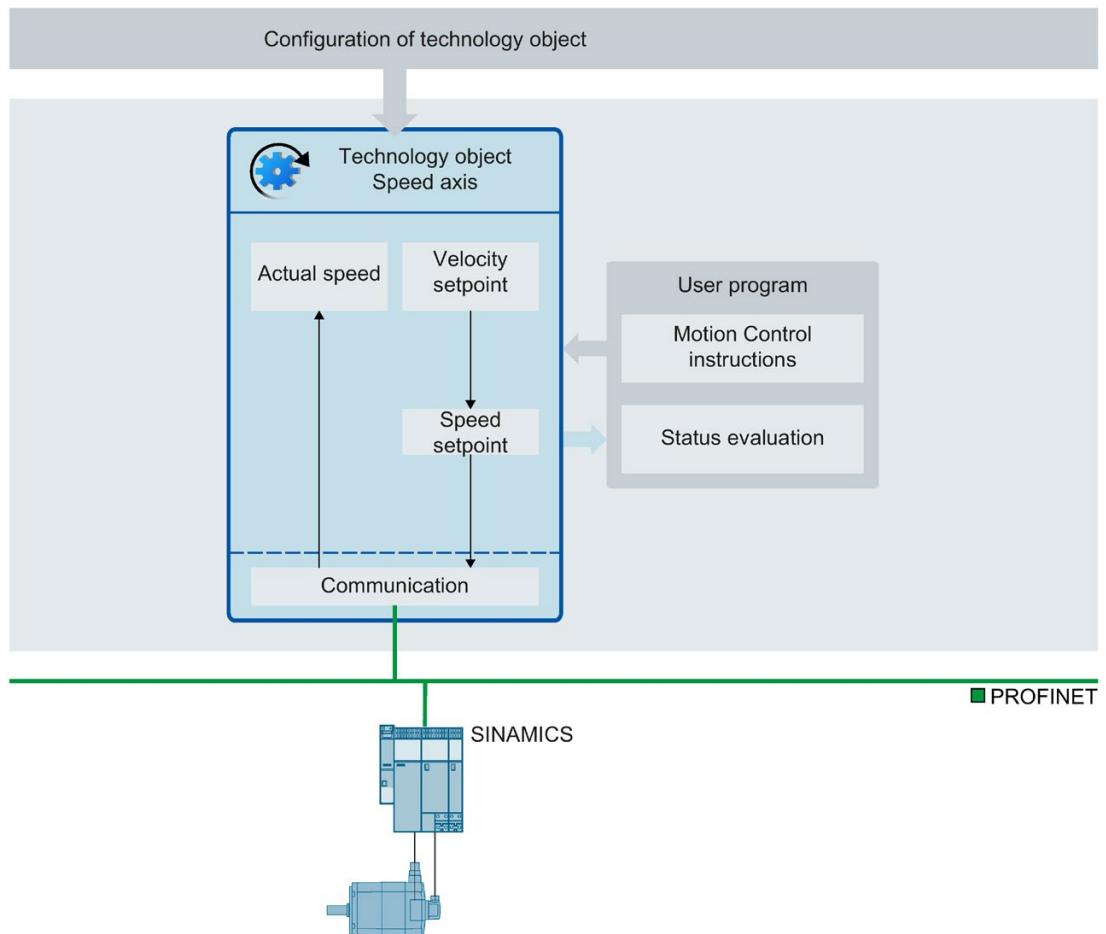 Configuration of technology object
Technology object
Speed axis
Actual speed
Velocity
setpoint
User program
Motion Control
instructions
Speed
setpoint
Status evaluation
Communication
PROFINET
SINAMICS